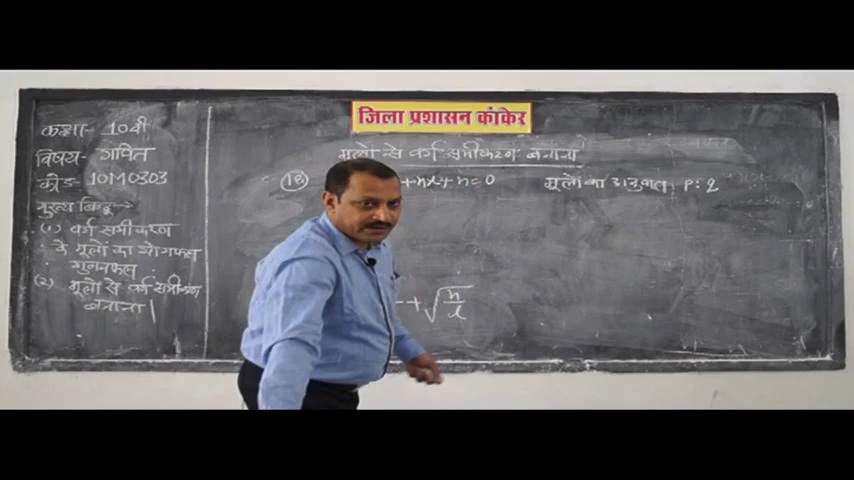 जिला प्रशासन कांकेर
कक्षा- 10वी
विषय- गणित
कोड- 10M0303
मुख्य बिन्दु →
(1) वर्ग समीकरण
के मूलों का योगफल
गुणनफल
(2) मूलों से वर्ग समीकरण
बनाना।
मूलों से वर्ग समीकरण बनाना
+nx+n=0 मूलों का अनुपात p:q
+√n/l